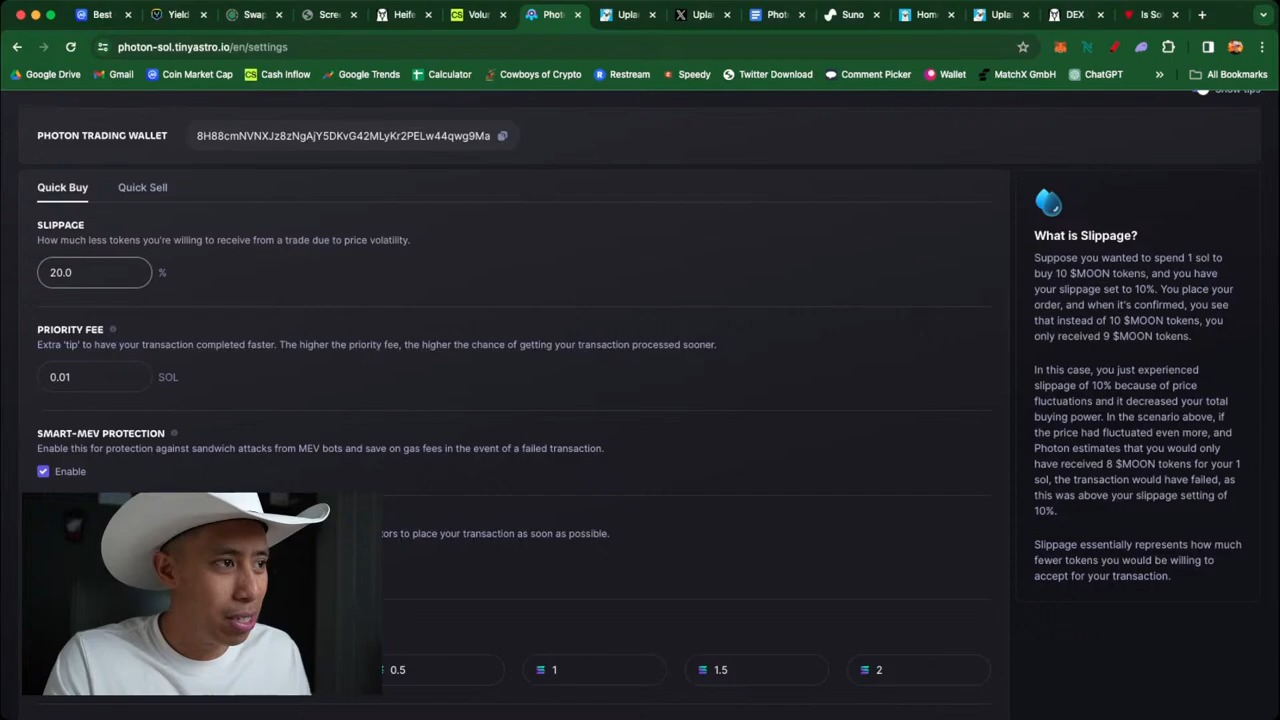 Best
Yield
Swap
Scree
Heife
Volur
Photo
Uplar
Uplar
Photo
Suno
Home
Uplar
DEX
Is Sol
photon-sol.tinyastro.io/en/settings
Google Drive
Gmail
Coin Market Cap
Cash Inflow
Google Trends
Calculator
Cowboys of Crypto
Restream
Speedy
Twitter Download
Comment Picker
Wallet
MatchX GmbH
ChatGPT
All Bookmarks
Show tips
PHOTON TRADING WALLET
8H88cmNVNXJz8zNgAjY5DKvG42MLyKr2PELw44qwg9Ma
Quick Buy
Quick Sell
SLIPPAGE
How much less tokens you're willing to receive from a trade due to price volatility.
20.0 %
PRIORITY FEE
Extra 'tip' to have your transaction completed faster. The higher the priority fee, the higher the chance of getting your transaction processed sooner.
0.01 SOL
SMART-MEV PROTECTION
Enable this for protection against sandwich attacks from MEV bots and save on gas fees in the event of a failed transaction.
Enable
tors to place your transaction as soon as possible.
0.5
1
1.5
2
What is Slippage?
Suppose you wanted to spend 1 sol to
buy 10 $MOON tokens, and you have
your slippage set to 10%. You place your
order, and when it's confirmed, you see
that instead of 10 $MOON tokens, you
only received 9 $MOON tokens.
In this case, you just experienced
slippage of 10% because of price
fluctuations and it decreased your total
buying power. In the scenario above, if
the price had fluctuated even more, and
Photon estimates that you would only
have received 8 $MOON tokens for your 1
sol, the transaction would have failed, as
this was above your slippage setting of
10%.
Slippage essentially represents how much
fewer tokens you would be willing to
accept for your transaction.